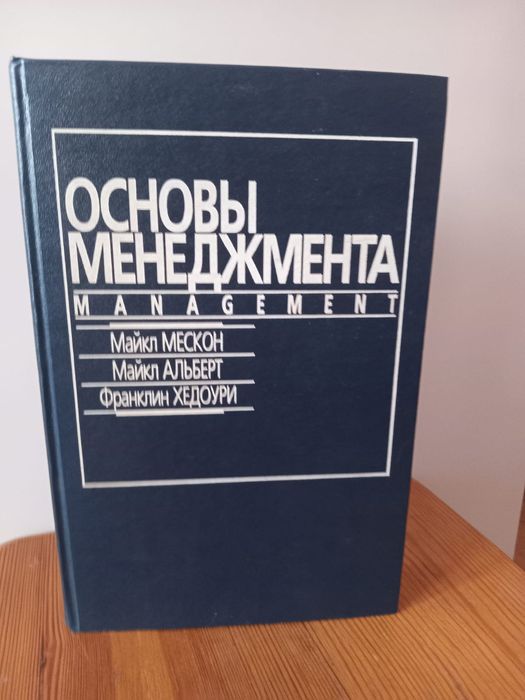 ОСНОВЫ
МЕНЕДЖМЕНТА
MANAGEMENT
Майкл МЕСКОН
Майкл АЛЬБЕРТ
Франклин ХЕДОУРИ